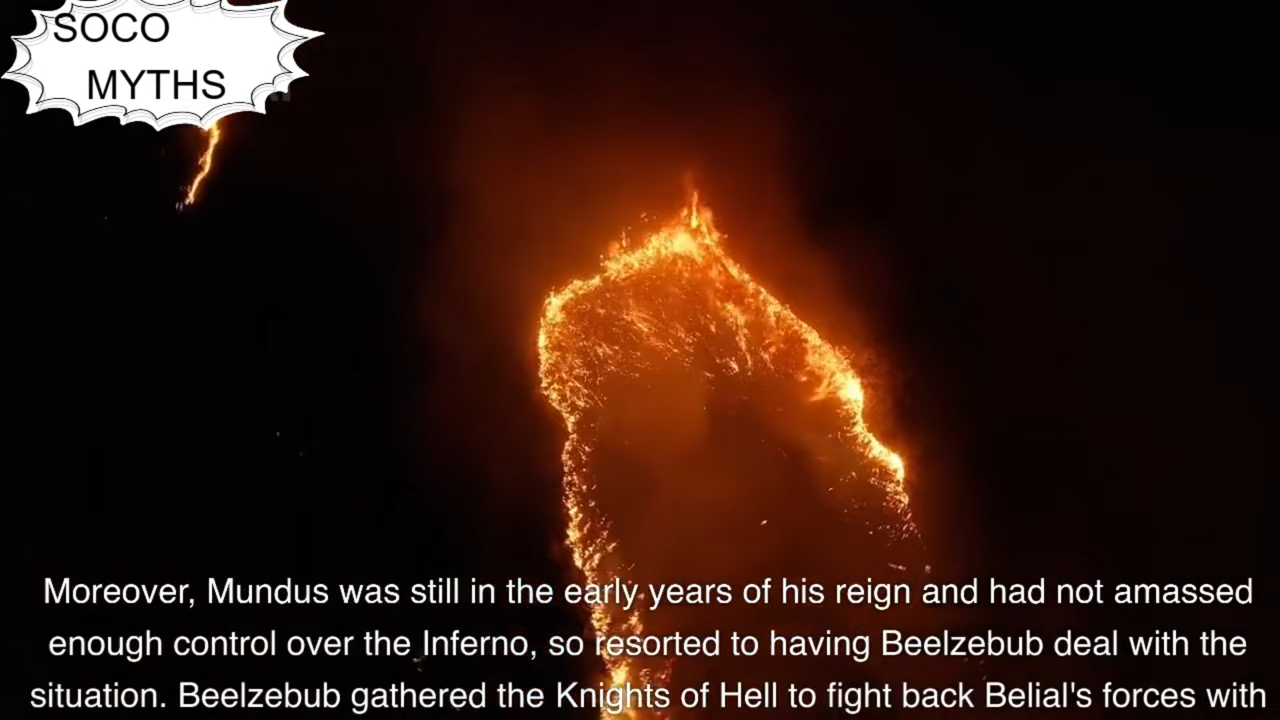 SOCO
MYTHS
Moreover, Mundus was still in the early years of his reign and had not amassed
enough control over the Inferno, so resorted to having Beelzebub deal with the
situation. Beelzebub gathered the Knights of Hell to fight back Belial's forces with